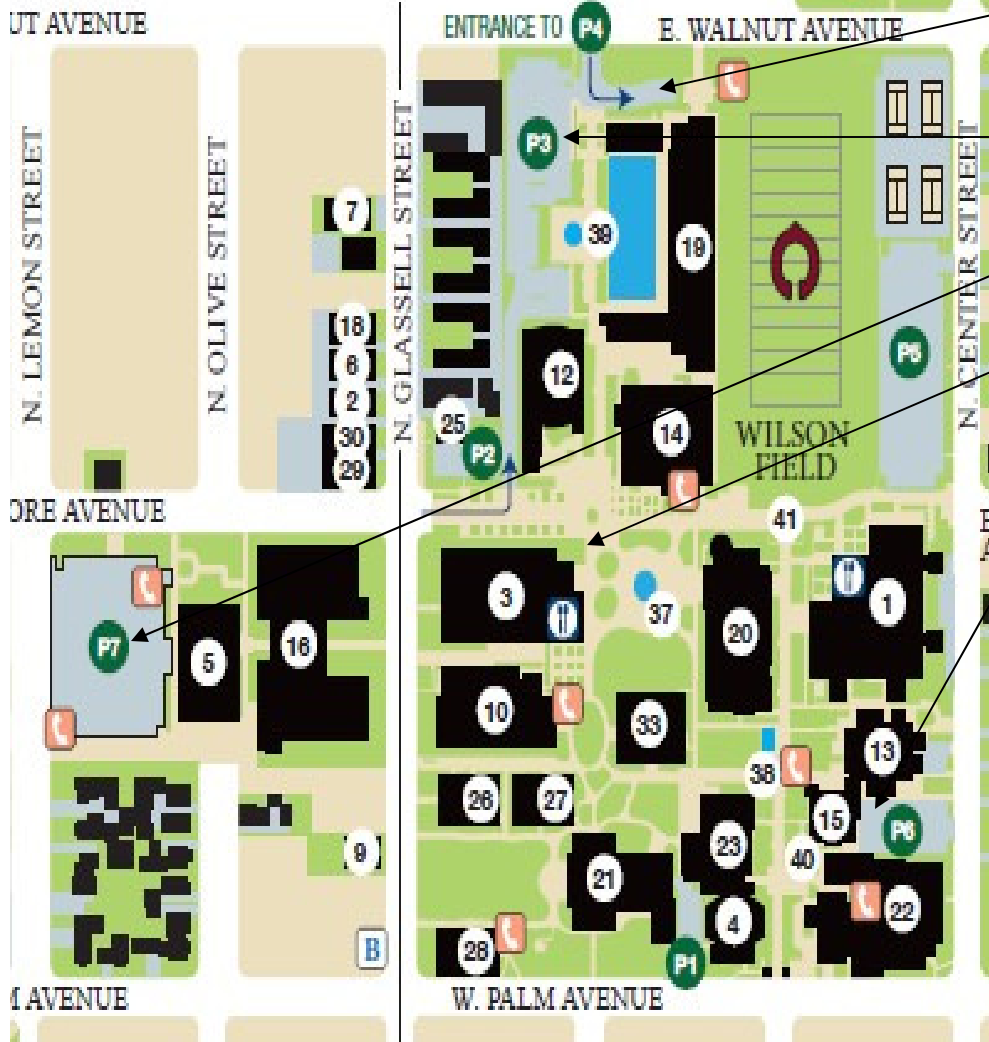 UT AVENUE
ENTRANCE TO P4
E. WALNUT AVENUE
N. LEMON STREET
N. OLIVE STREET
N. GLASSELL STREET
N. CENTER STREET
P3
7
39
19
18
6
2
30
29
12
25
P2
14
WILSON
FIELD
P5
ORE AVENUE
41
E
A
P7
5
16
3
37
20
1
10
33
38
13
26
27
15
P6
9
21
23
40
4
22
28
B
P1
M AVENUE
W. PALM AVENUE